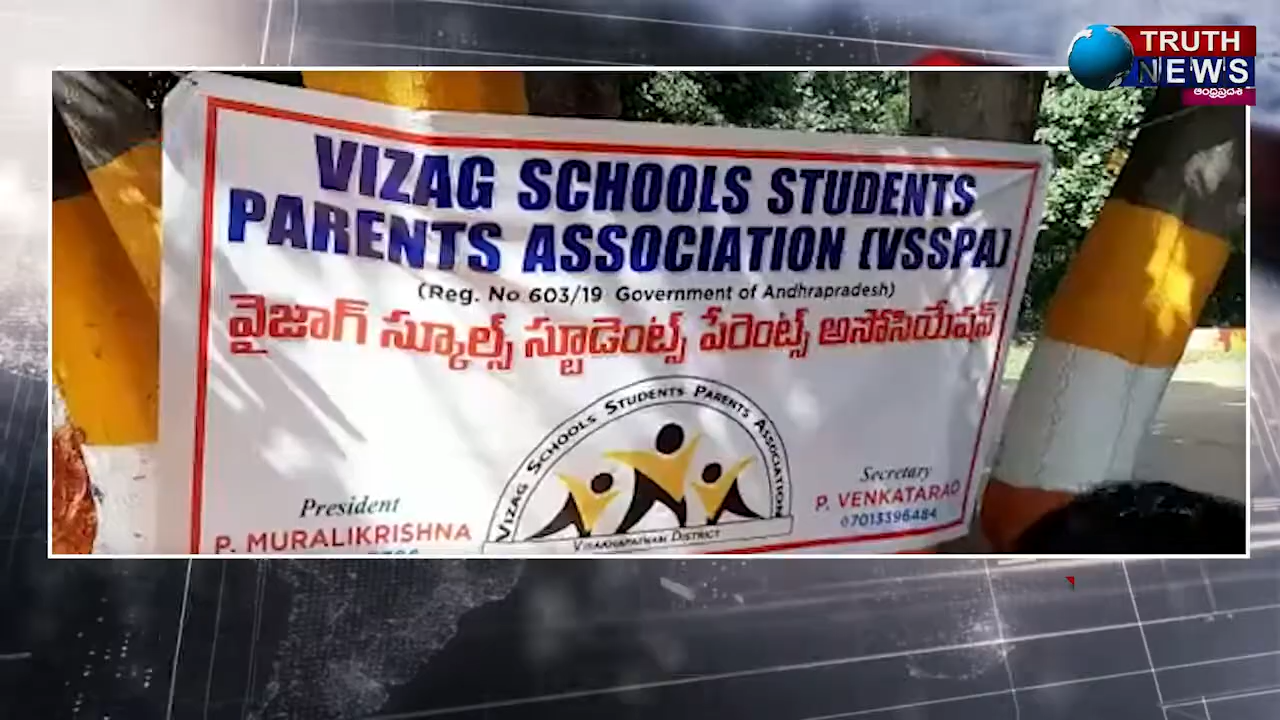 TRUTH
NEWS
ఆంధ్రప్రదేశ్
VIZAG SCHOOLS STUDENTS
PARENTS ASSOCIATION (VSSPA)
(Reg. No 603/19 Government of Andhrapradesh)
వైజాగ్ స్కూల్స్ స్టూడెంట్స్ పేరెంట్స్ అసోసియేషన్
VIZAG SCHOOLS STUDENTS PARENTS ASSOCIATION
VISAKHAPATNAM DISTRICT
President
P. MURALIKRISHNA
Secretary
P. VENKATARAO
07013396484